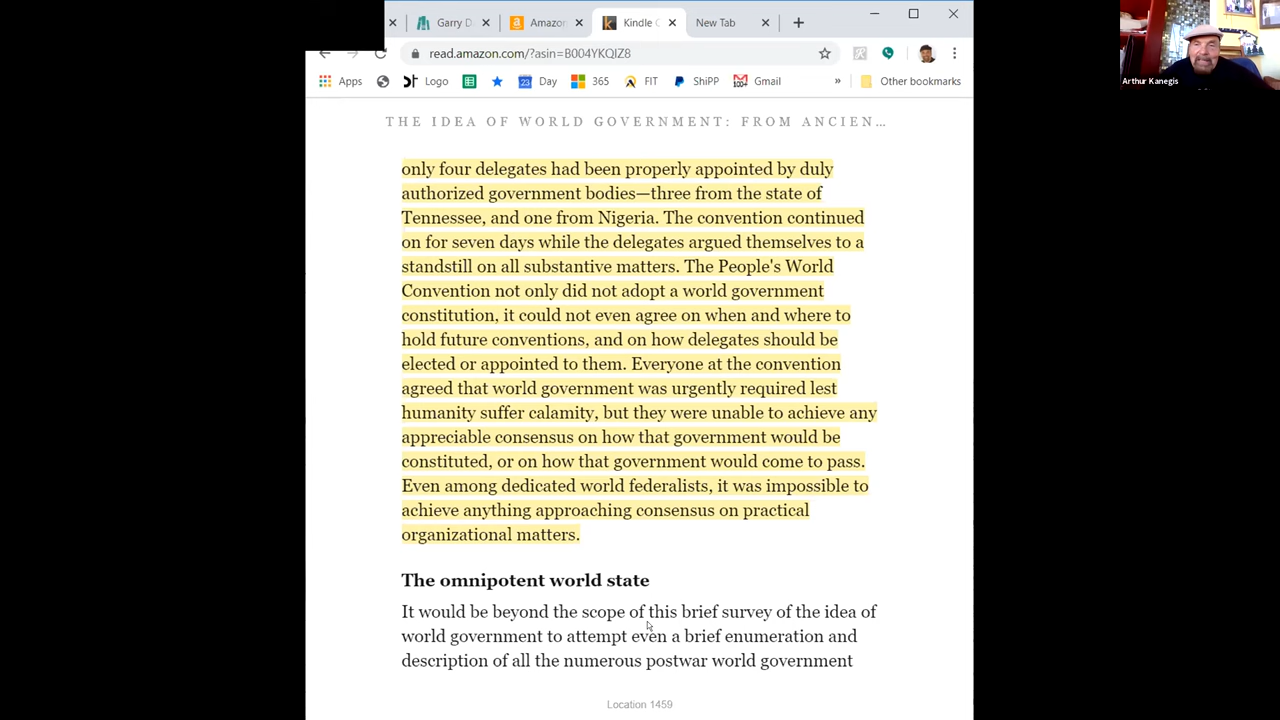 Garry D
Amazon
Kindle C
New Tab
read.amazon.com/?asin=B004YKQIZ8
Apps
Logo
23
Day
365
FIT
ShiPP
100+
Gmail
»
Other bookmarks
Arthur Kanegis
THE IDEA OF WORLD GOVERNMENT: FROM ANCIEN…
only four delegates had been properly appointed by duly
authorized government bodies—three from the state of
Tennessee, and one from Nigeria. The convention continued
on for seven days while the delegates argued themselves to a
standstill on all substantive matters. The People's World
Convention not only did not adopt a world government
constitution, it could not even agree on when and where to
hold future conventions, and on how delegates should be
elected or appointed to them. Everyone at the convention
agreed that world government was urgently required lest
humanity suffer calamity, but they were unable to achieve any
appreciable consensus on how that government would be
constituted, or on how that government would come to pass.
Even among dedicated world federalists, it was impossible to
achieve anything approaching consensus on practical
organizational matters.
The omnipotent world state
It would be beyond the scope of this brief survey of the idea of
world government to attempt even a brief enumeration and
description of all the numerous postwar world government
Location 1459